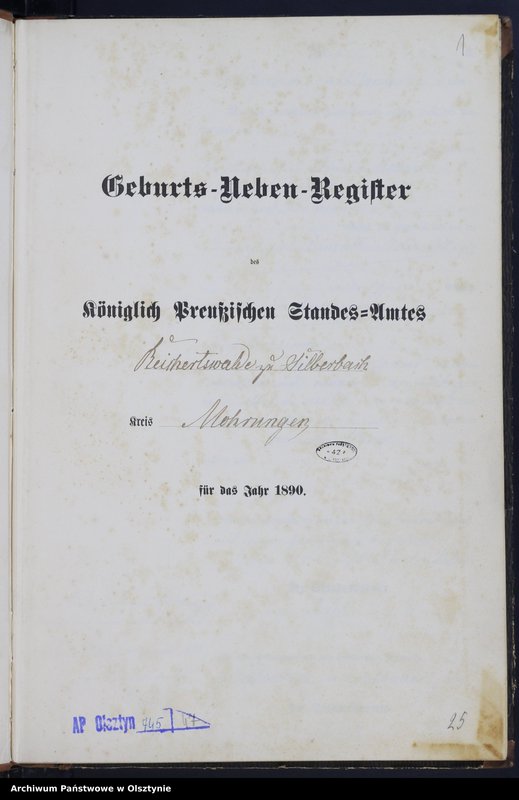 1
Geburts-Neben-Register
des
Königlich Preußischen Standes-Amtes
Reichertswalde zu Silberbach
Kreis Mohrungen
42
für das Jahr 1890.
AP Olsztyn 945
25
Archiwum Państwowe w Olsztynie